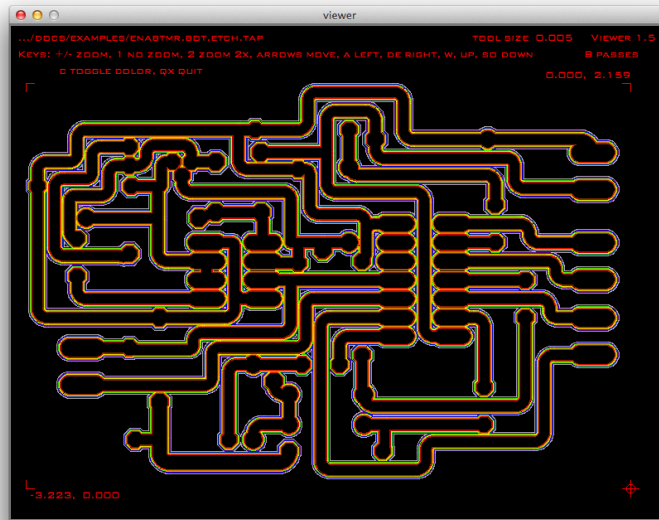 viewer
.../DOCS/EXAMPLES/ENABTMR.BOT.ETCH.TAP TOOL SIZE 0.005 VIEWER 1.5
KEYS: +/- ZOOM, 1 NO ZOOM, 2 ZOOM 2X, ARROWS MOVE, A LEFT, DE RIGHT, W, UP, SO DOWN 8 PASSES
C TOGGLE COLOR, QX QUIT
0.000, 2.159
-3.223, 0.000